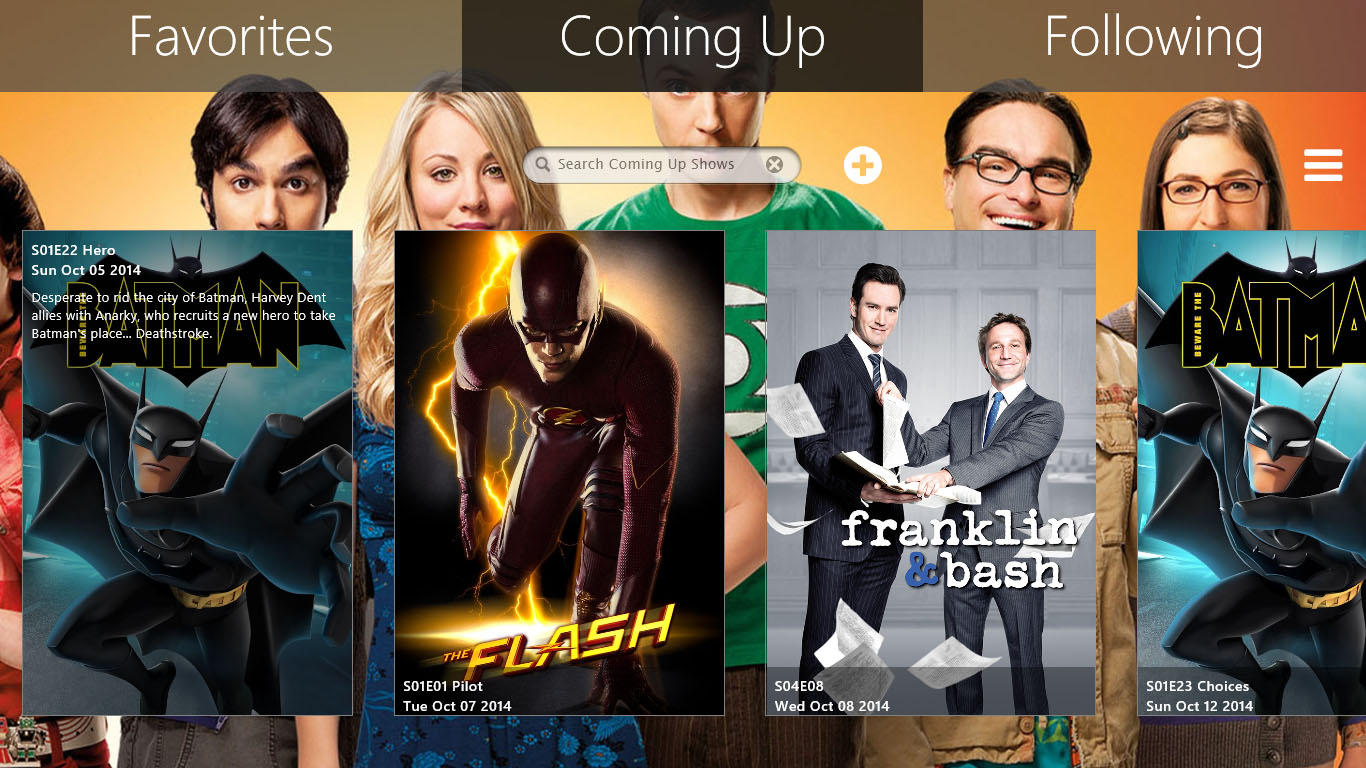 Favorites
Coming Up
Following
Search Coming Up Shows
S01E22 Hero
Sun Oct 05 2014
Desperate to rid the city of Batman, Harvey Dent
allies with Anarky, who recruits a new hero to take
Batman's place... Deathstroke.
BEWARE THE
BATMAN
THE FLASH
S01E01 Pilot
Tue Oct 07 2014
franklin
& bash
S04E08
Wed Oct 08 2014
BEWARE THE
BATMA
S01E23 Choices
Sun Oct 12 2014